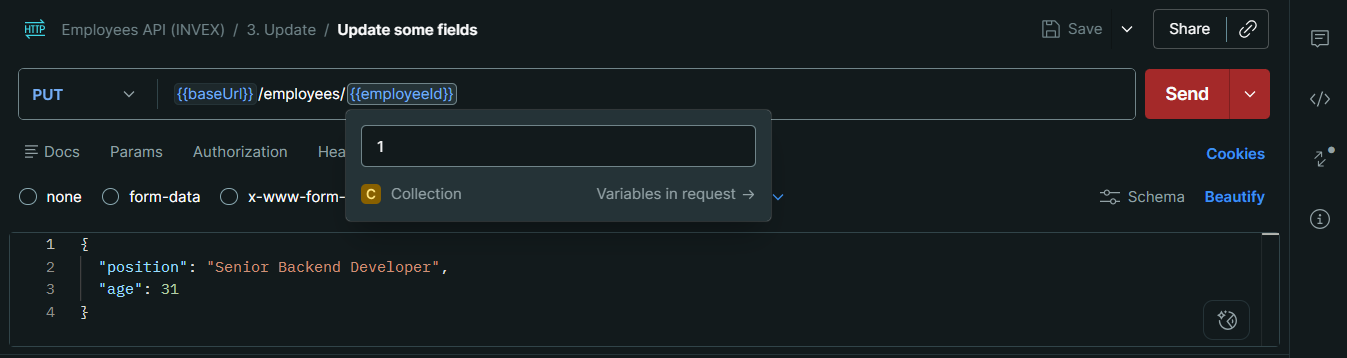 HTTP Employees API (INVEX) / 3. Update / Update some fields Save Share
PUT {{baseUrl}}/employees/{{employeeId}} Send
1
Docs Params Authorization Hea Cookies
C Collection Variables in request →
none form-data x-www-form- Schema Beautify
1 {
2 "position": "Senior Backend Developer",
3 "age": 31
4 }